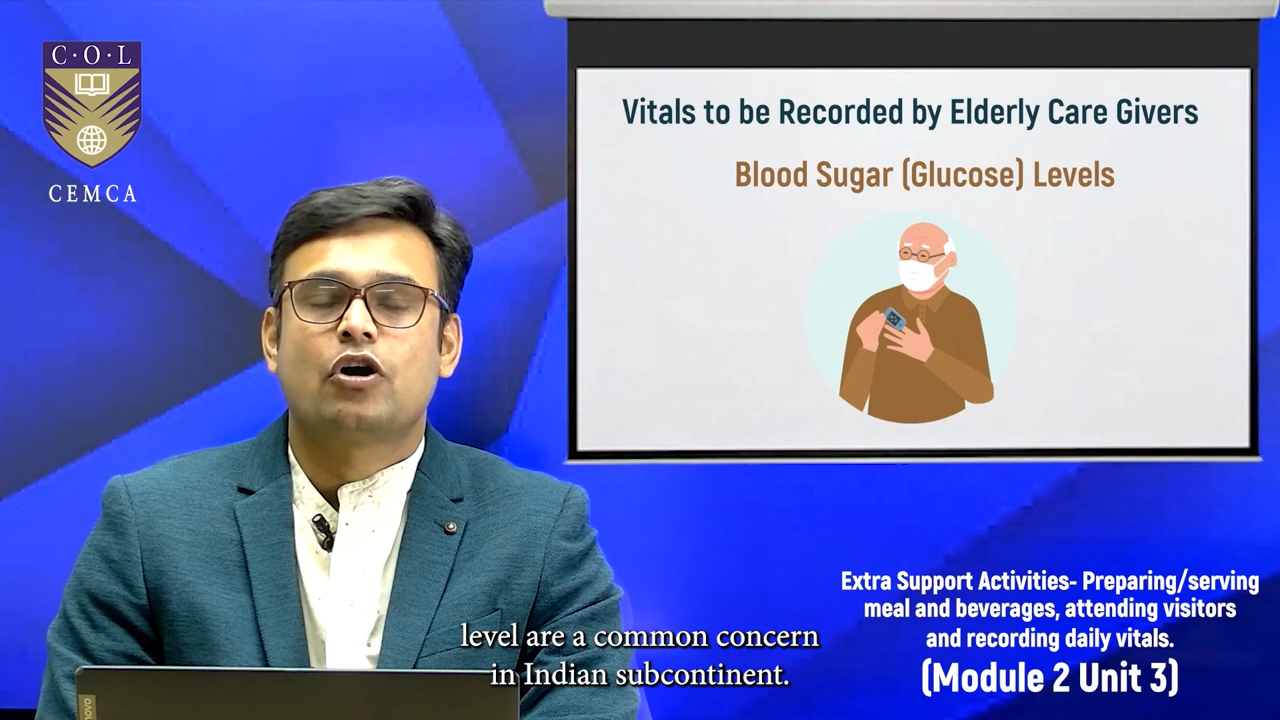 C·O·L
CEMCA
Vitals to be Recorded by Elderly Care Givers
Blood Sugar (Glucose) Levels
level are a common concern
in Indian subcontinent.
Extra Support Activities- Preparing/serving
meal and beverages, attending visitors
and recording daily vitals.
(Module 2 Unit 3)